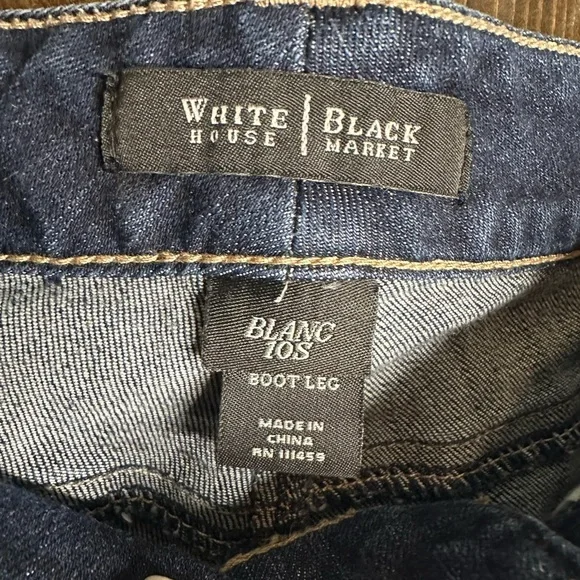 WHITE | BLACK
HOUSE | MARKET
BLANC
10S
BOOT LEG
MADE IN
CHINA
RN 111459